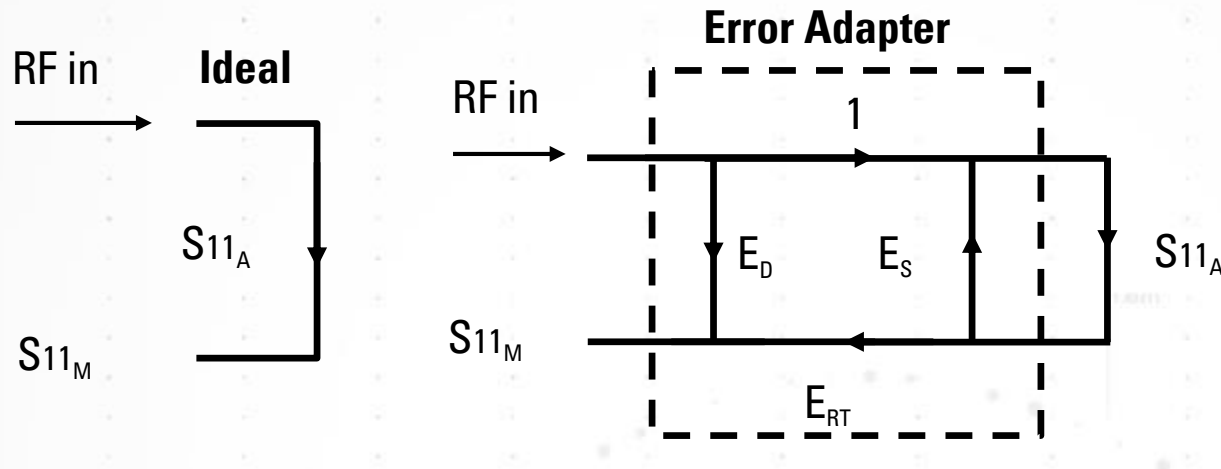 RF in
Ideal
S11A
S11M
Error Adapter
RF in
1
ED
ES
S11A
S11M
ERT